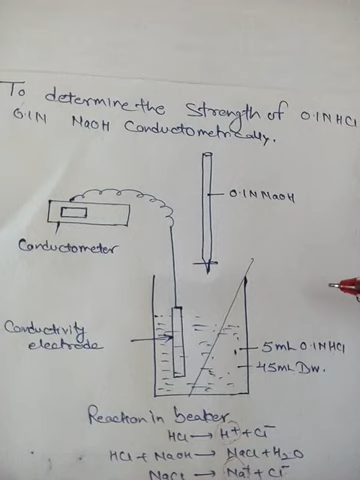 To determine the Strength of 0.1N HCl
0.1N NaOH Conductometrically.
0.1N NaOH
Conductometer
Conductivity
electrode
5mL 0.1N HCl
45mL Dw.
Reaction in beaker
HCl → H⁺ + Cl⁻
HCl + NaOH → NaCl + H₂O
NaCl → Na⁺ + Cl⁻